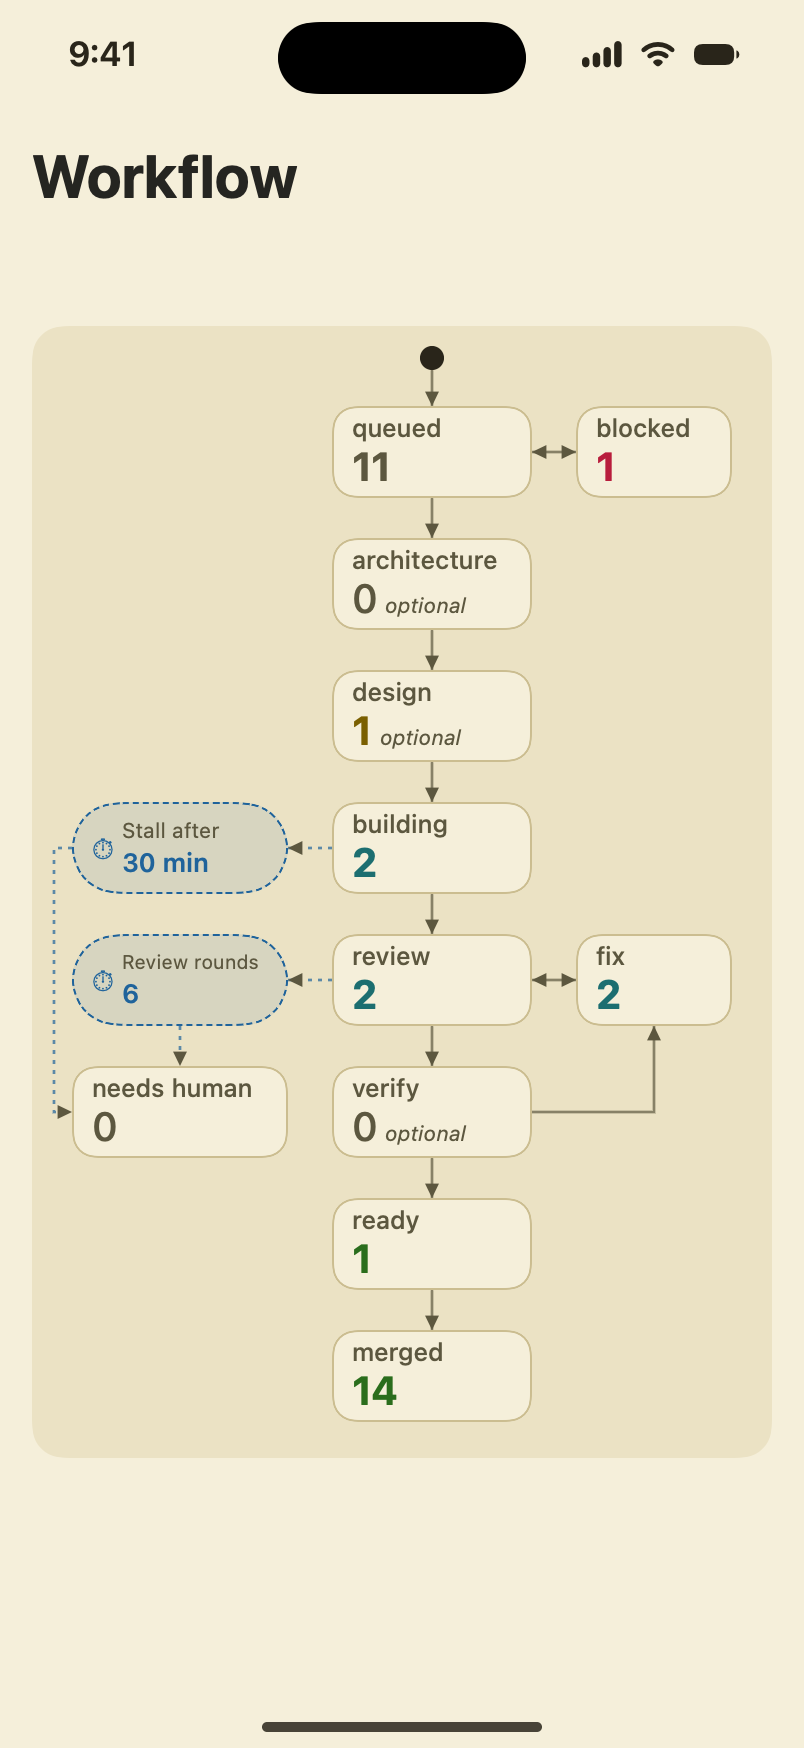 9:41
Workflow
queued
11
blocked
1
architecture
0 optional
design
1 optional
Stall after
30 min
building
2
Review rounds
6
review
2
fix
2
needs human
0
verify
0 optional
ready
1
merged
14